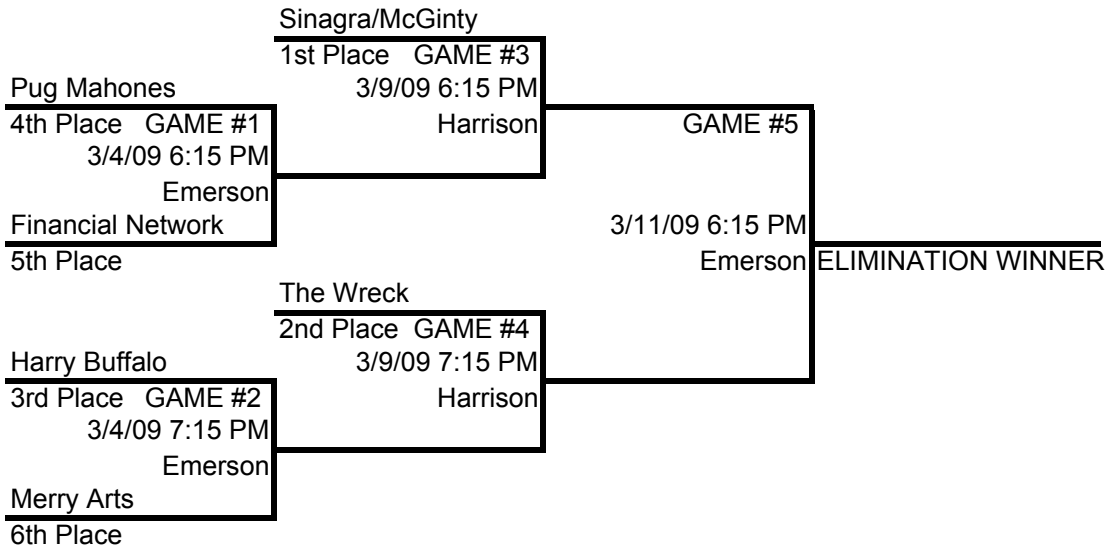 Sinagra/McGinty
1st Place GAME #3
Pug Mahones
3/9/09 6:15 PM
4th Place GAME #1
Harrison
GAME #5
3/4/09 6:15 PM
Emerson
Financial Network
3/11/09 6:15 PM
5th Place
Emerson
ELIMINATION WINNER
The Wreck
2nd Place GAME #4
Harry Buffalo
3/9/09 7:15 PM
3rd Place GAME #2
Harrison
3/4/09 7:15 PM
Emerson
Merry Arts
6th Place